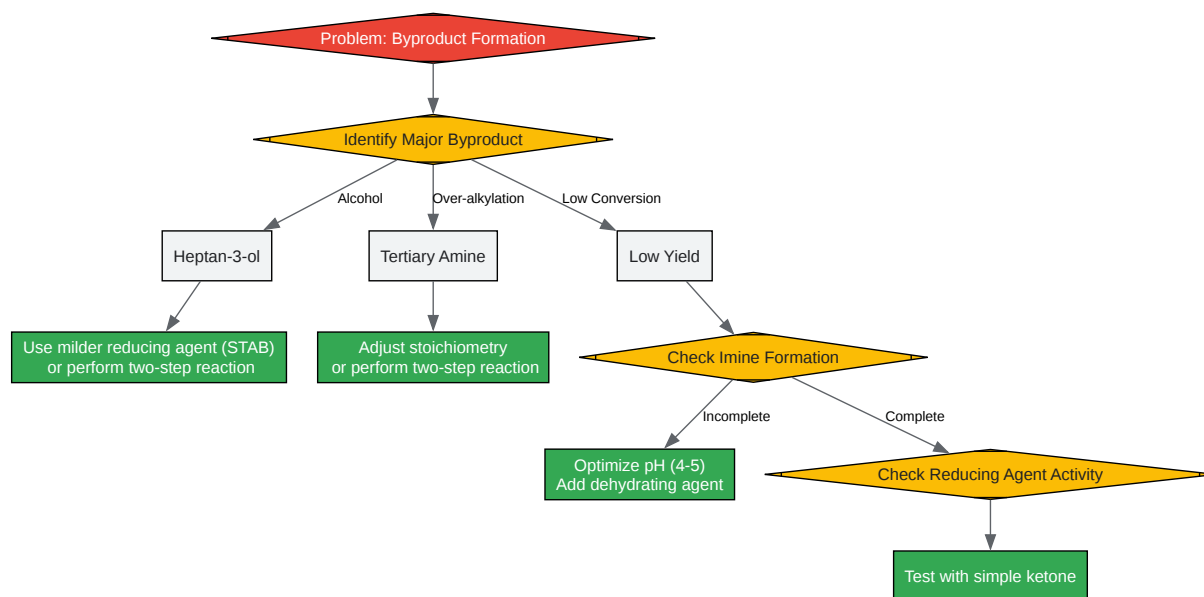 Problem: Byproduct Formation
Identify Major Byproduct
Alcohol
Over-alkylation
Low Conversion
Heptan-3-ol
Tertiary Amine
Low Yield
Use milder reducing agent (STAB)
or perform two-step reaction
Adjust stoichiometry
or perform two-step reaction
Check Imine Formation
Incomplete
Complete
Optimize pH (4-5)
Add dehydrating agent
Check Reducing Agent Activity
Test with simple ketone